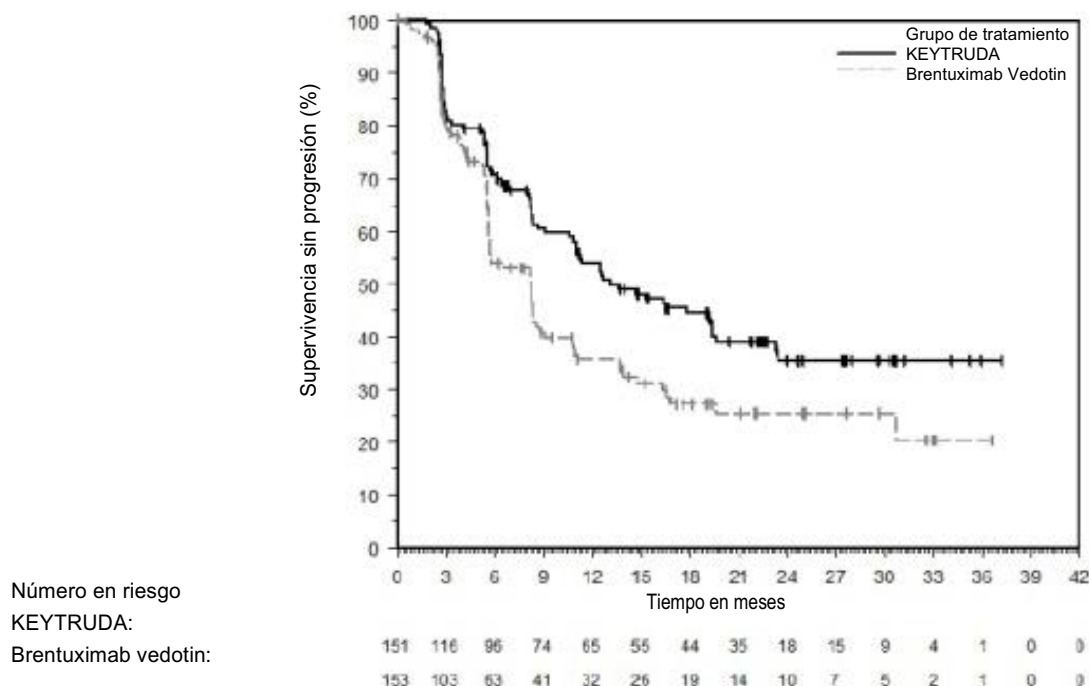 Grupo de tratamiento
KEYTRUDA
Brentuximab Vedotin
Supervivencia sin progresión (%)
100
90
80
70
60
50
40
30
20
10
0
0 3 6 9 12 15 18 21 24 27 30 33 36 39 42
Tiempo en meses
Número en riesgo
KEYTRUDA:
151 116 96 74 65 55 44 35 18 15 9 4 1 0 0
Brentuximab vedotin:
153 103 63 41 32 26 19 14 10 7 5 2 1 0 0